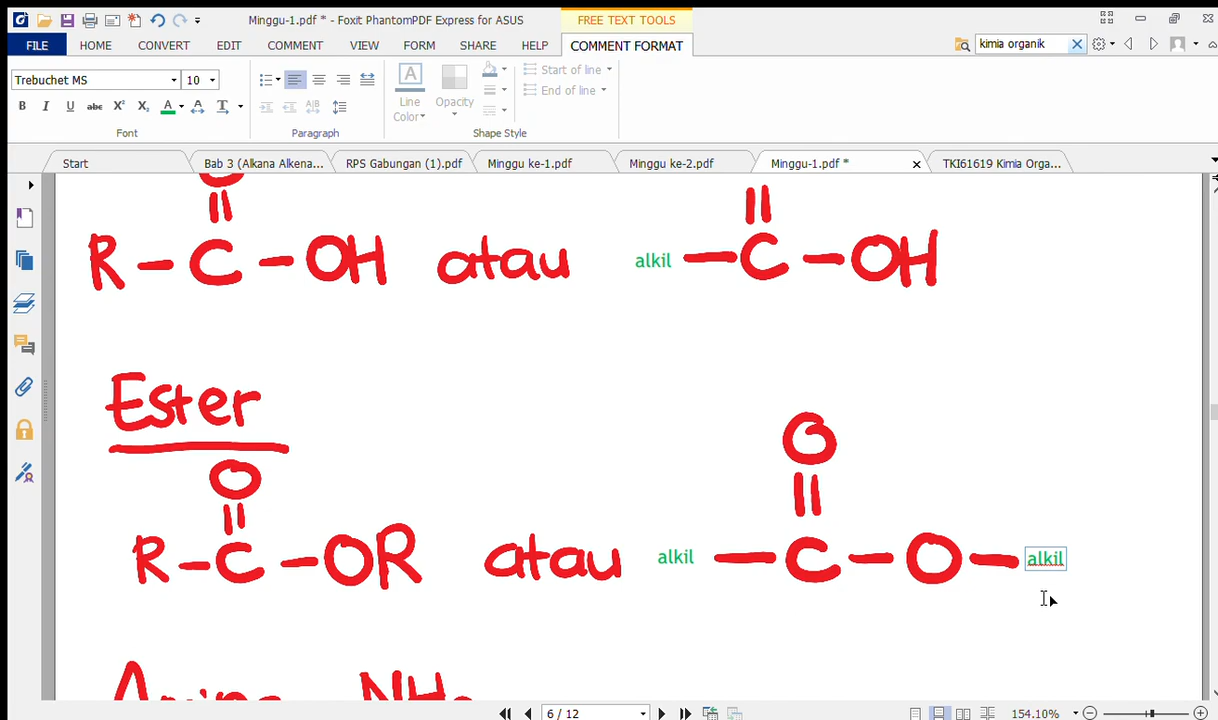 Minggu-1.pdf * - Foxit PhantomPDF Express for ASUS
FREE TEXT TOOLS
FILE HOME CONVERT EDIT COMMENT VIEW FORM SHARE HELP COMMENT FORMAT
kimia organik
Trebuchet MS 10
Line Color
Opacity
Start of line
End of line
B I U abc X² X₂ A A T
Font Paragraph Shape Style
Start Bab 3 (Alkana Alkena... RPS Gabungan (1).pdf Minggu ke-1.pdf Minggu ke-2.pdf Minggu-1.pdf * TKI61619 Kimia Orga...
O
R - C - OH atau alkil - C - OH
Ester
O O
R - C - OR atau alkil - C - O - alkil
NH₂
6 / 12 154.10%